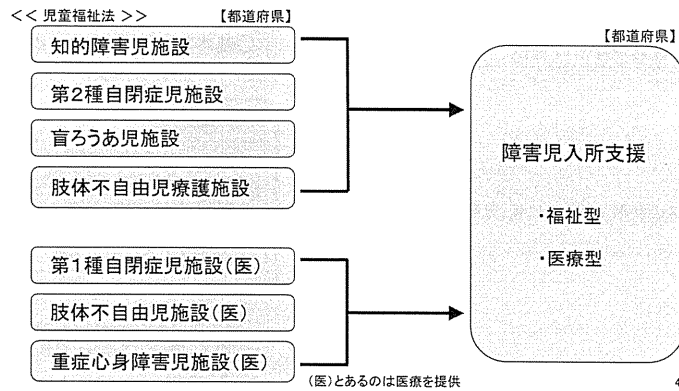 << 児童福祉法 >>
【都道府県】
知的障害児施設
第2種自閉症児施設
盲ろうあ児施設
肢体不自由児療護施設
第1種自閉症児施設(医)
肢体不自由児施設(医)
重症心身障害児施設(医)
(医)とあるのは医療を提供
【都道府県】
障害児入所支援
・福祉型
・医療型
4